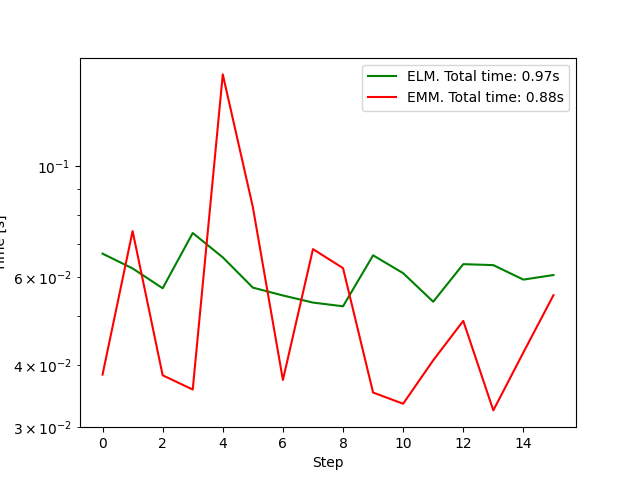 ELM. Total time: 0.97s
EMM. Total time: 0.88s
Time [s]
10⁻¹
6 × 10⁻²
4 × 10⁻²
3 × 10⁻²
0 2 4 6 8 10 12 14
Step